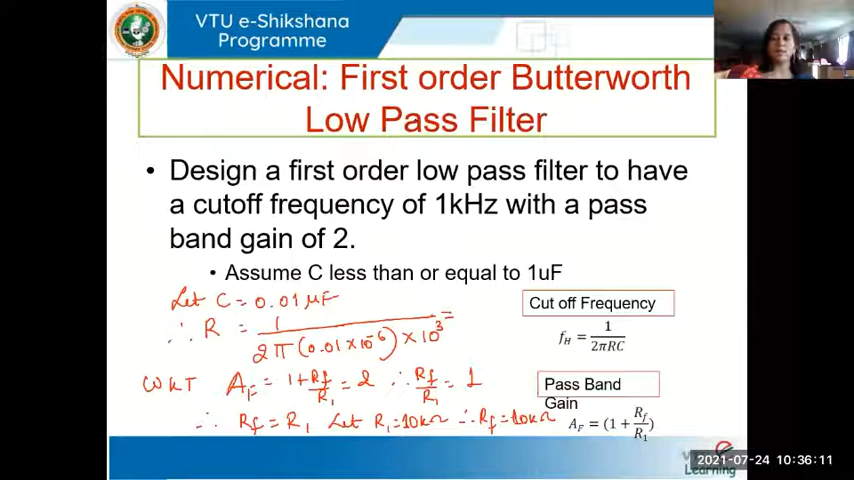 VTU e-Shikshana
Programme
Numerical: First order Butterworth
Low Pass Filter
• Design a first order low pass filter to have
a cutoff frequency of 1kHz with a pass
band gain of 2.
• Assume C less than or equal to 1uF
Let C = 0.01 μF
∴ R = 1 / 2π(0.01×10⁻⁶)×10³ =
WKT A_F = 1+Rf/R₁ = 2 ∴ Rf/R₁ = 1
∴ Rf = R₁ Let R₁=10kΩ ∴ Rf=10kΩ
Cut off Frequency
f_H = 1/2πRC
Pass Band
Gain
A_F = (1 + R_f/R_1)
Learning
2021-07-24 10:36:11